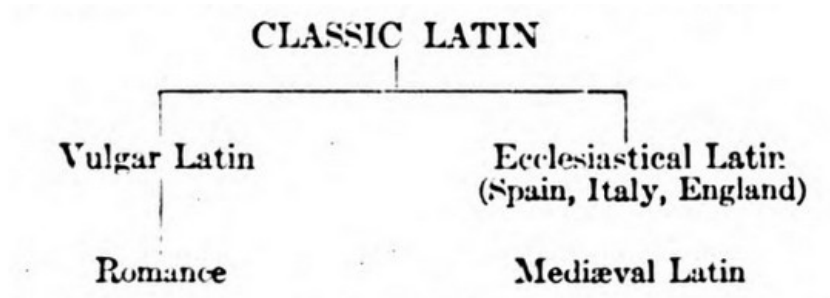 CLASSIC LATIN
Vulgar Latin
Ecclesiastical Latin
(Spain, Italy, England)
Romance
Mediæval Latin